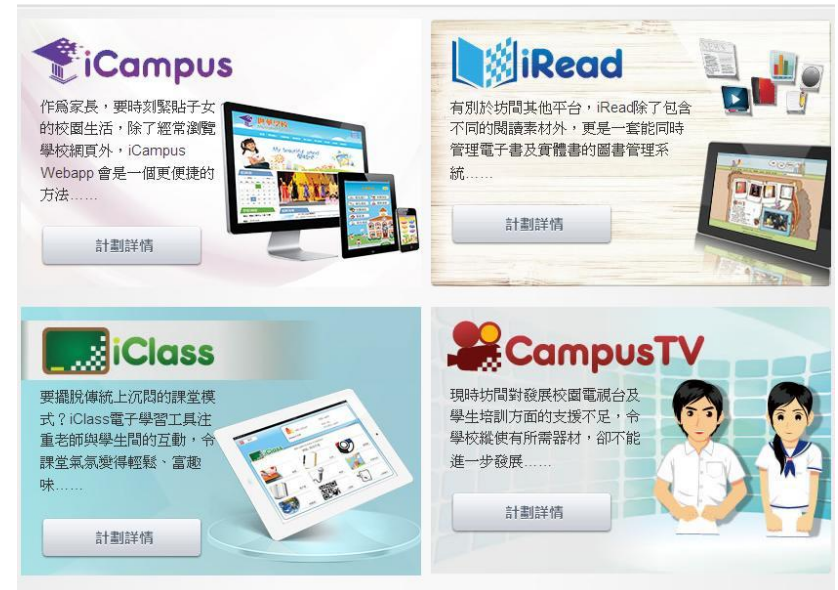 iCampus
作為家長，要時刻緊貼子女
的校園生活，除了經常瀏覽
學校網頁外，iCampus
Webapp 會是一個更便捷的
方法……
計劃詳情
iRead
有別於坊間其他平台，iRead除了包含
不同的閱讀素材外，更是一套能同時
管理電子書及實體書的圖書管理系
統……
計劃詳情
iClass
要擺脫傳統上沉悶的課堂模
式？iClass電子學習工具注
重老師與學生間的互動，令
課堂氣氛變得輕鬆、富趣
味……
iClass
計劃詳情
CampusTV
現時坊間對發展校園電視台及
學生培訓方面的支援不足，令
學校縱使有所需器材，卻不能
進一步發展……
計劃詳情